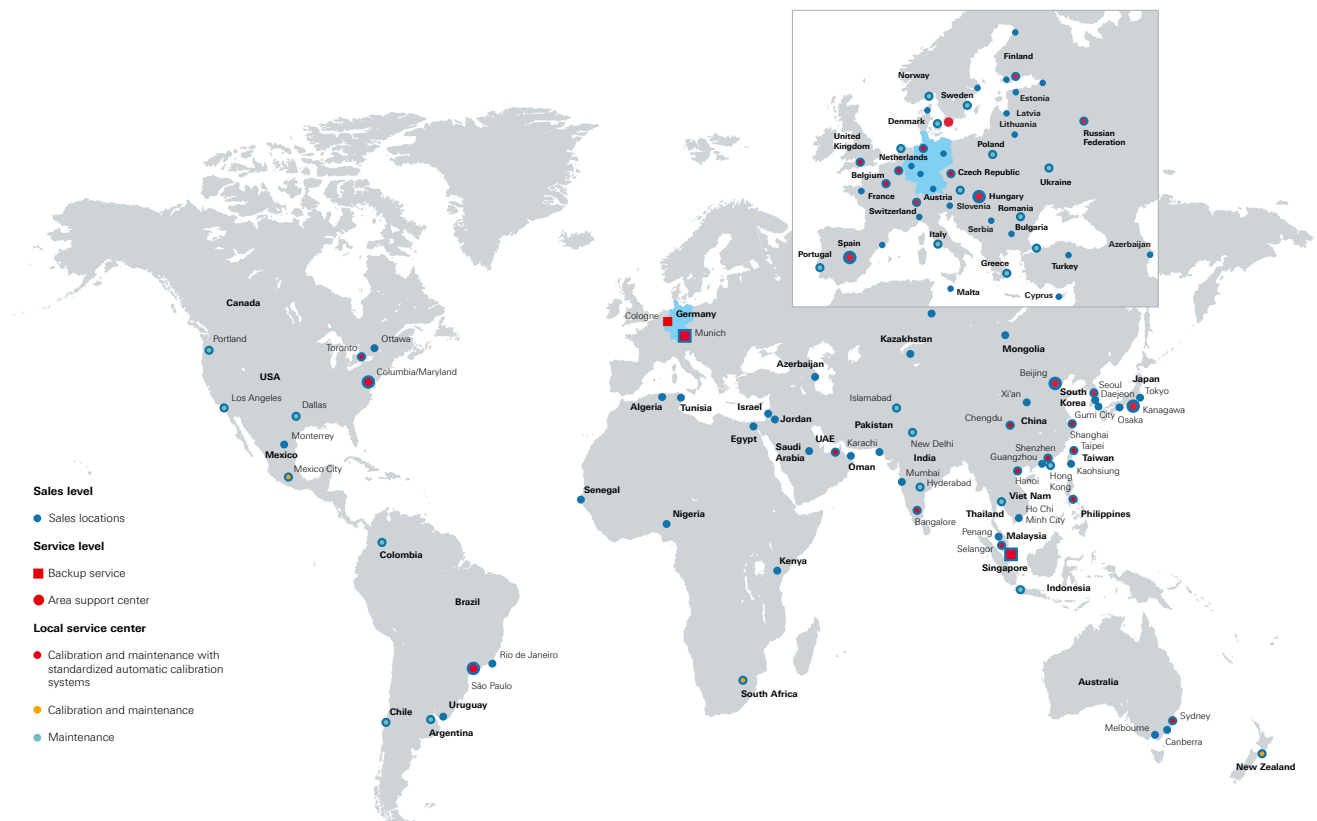 Finland
Norway
Sweden
Estonia
Latvia
Denmark
Lithuania
Russian
Federation
United
Kingdom
Poland
Netherlands
Belgium
Czech Republic
Ukraine
France
Austria
Hungary
Switzerland
Slovenia
Romania
Serbia
Bulgaria
Italy
Spain
Portugal
Azerbaijan
Greece
Turkey
Malta
Cyprus
Canada
Portland
Toronto
Ottawa
Columbia/Maryland
USA
Los Angeles
Dallas
Monterrey
Mexico
Mexico City
Cologne
Germany
Munich
Kazakhstan
Mongolia
Azerbaijan
Beijing
Japan
Seoul
Tokyo
South
Korea
Daejeon
Xi'an
Kanagawa
Gumi City
Osaka
Algeria
Tunisia
Israel
Jordan
Egypt
Islamabad
Pakistan
Chengdu
China
Shanghai
Saudi
Arabia
UAE
Karachi
New Delhi
Oman
India
Shenzhen
Taipei
Guangzhou
Taiwan
Kaohsiung
Hanoi
Hong
Kong
Mumbai
Hyderabad
Bangalore
Viet Nam
Thailand
Ho Chi
Minh City
Philippines
Penang
Malaysia
Selangor
Singapore
Indonesia
Senegal
Nigeria
Kenya
South Africa
Colombia
Brazil
Rio de Janeiro
São Paulo
Chile
Uruguay
Argentina
Australia
Sydney
Melbourne
Canberra
New Zealand
Sales level
Sales locations
Service level
Backup service
Area support center
Local service center
Calibration and maintenance with
standardized automatic calibration
systems
Calibration and maintenance
Maintenance